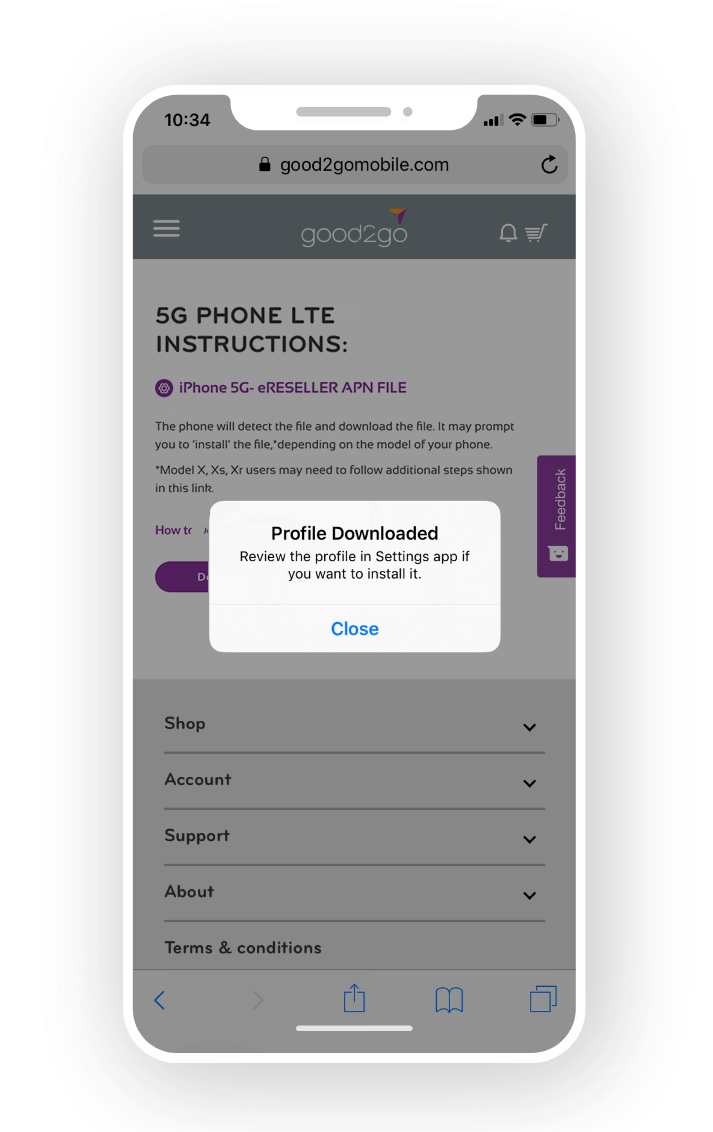 10:34
good2gomobile.com
good2go
5G PHONE LTE
INSTRUCTIONS:
iPhone 5G- eRESELLER APN FILE
The phone will detect the file and download the file. It may prompt
you to ‘install’ the file,*depending on the model of your phone.
*Model X, Xs, Xr users may need to follow additional steps shown
in this link.
Feedback
How
Profile Downloaded
Review the profile in Settings app if
you want to install it.
Close
Shop
Account
Support
About
Terms & conditions